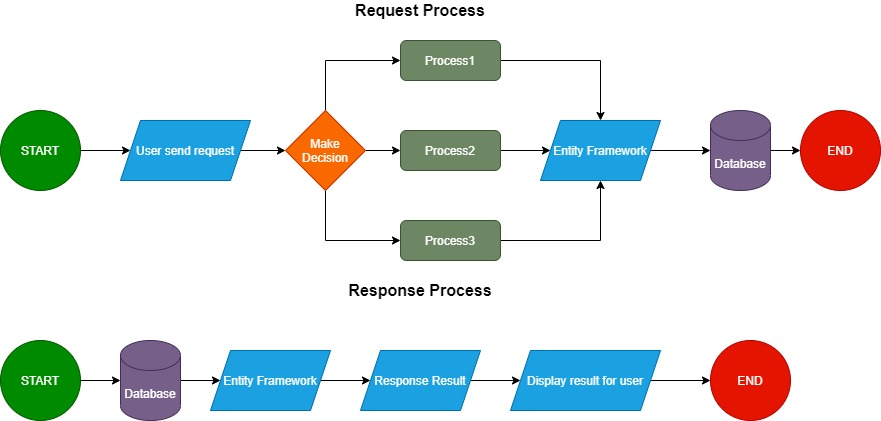 Request Process
START
User send request
Make
Decision
Process1
Process2
Process3
Entity Framework
Database
END
Response Process
START
Database
Entity Framework
Response Result
Display result for user
END